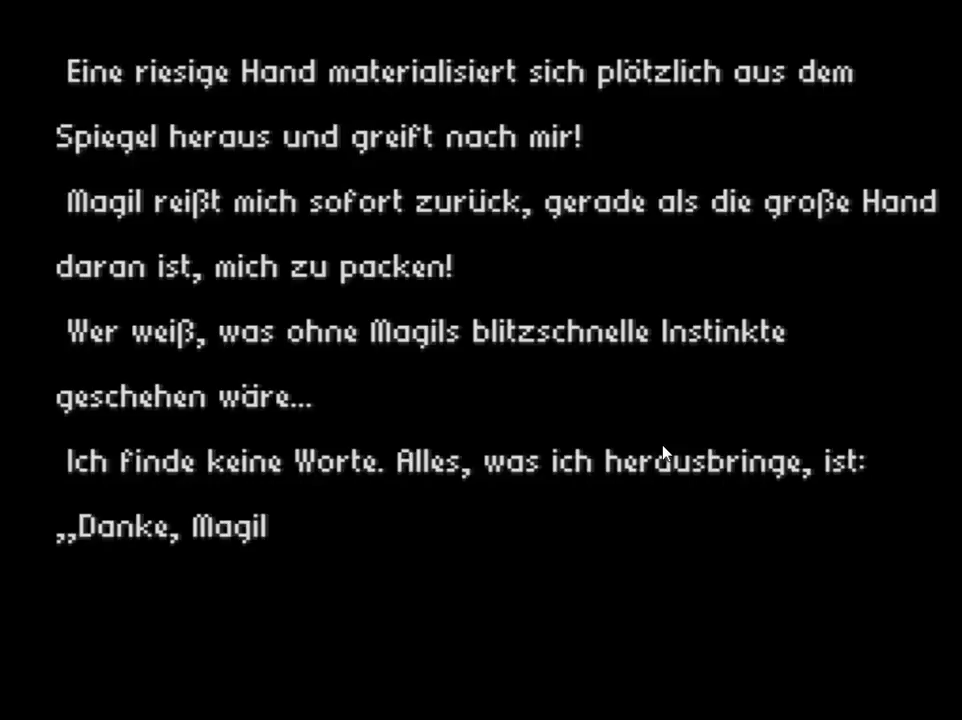 Eine riesige Hand materialisiert sich plötzlich aus dem
Spiegel heraus und greift nach mir!
Magil reißt mich sofort zurück, gerade als die große Hand
daran ist, mich zu packen!
Wer weiß, was ohne Magils blitzschnelle Instinkte
geschehen wäre...
Ich finde keine Worte. Alles, was ich herausbringe, ist:
,,Danke, Magil